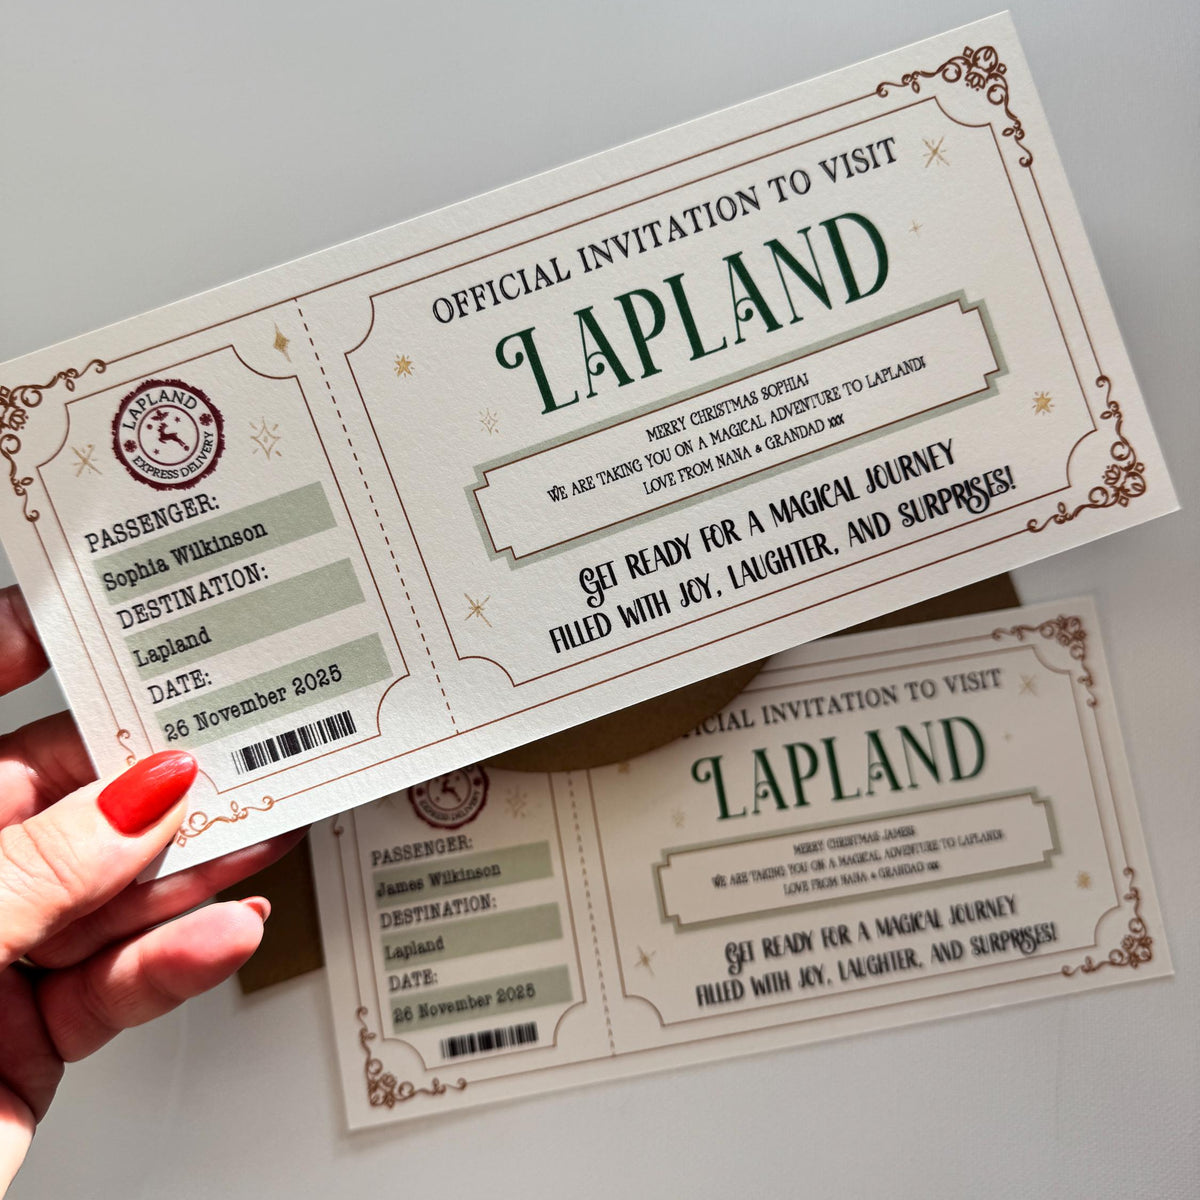 OFFICIAL INVITATION TO VISIT
LAPLAND
MERRY CHRISTMAS SOPHIA!
WE ARE TAKING YOU ON A MAGICAL ADVENTURE TO LAPLAND!
LOVE FROM NANA & GRANDAD xxx
GET READY FOR A MAGICAL JOURNEY
FILLED WITH JOY, LAUGHTER, AND SURPRISES!
LAPLAND
EXPRESS DELIVERY
PASSENGER:
Sophia Wilkinson
DESTINATION:
Lapland
DATE:
26 November 2025
ICIAL INVITATION TO VISIT
LAPLAND
MERRY CHRISTMAS JAMES!
WE ARE TAKING YOU ON A MAGICAL ADVENTURE TO LAPLAND!
LOVE FROM NANA & GRANDAD xxx
GET READY FOR A MAGICAL JOURNEY
FILLED WITH JOY, LAUGHTER, AND SURPRISES!
EXPRESS DELIVERY
PASSENGER:
James Wilkinson
DESTINATION:
Lapland
DATE:
26 November 2025